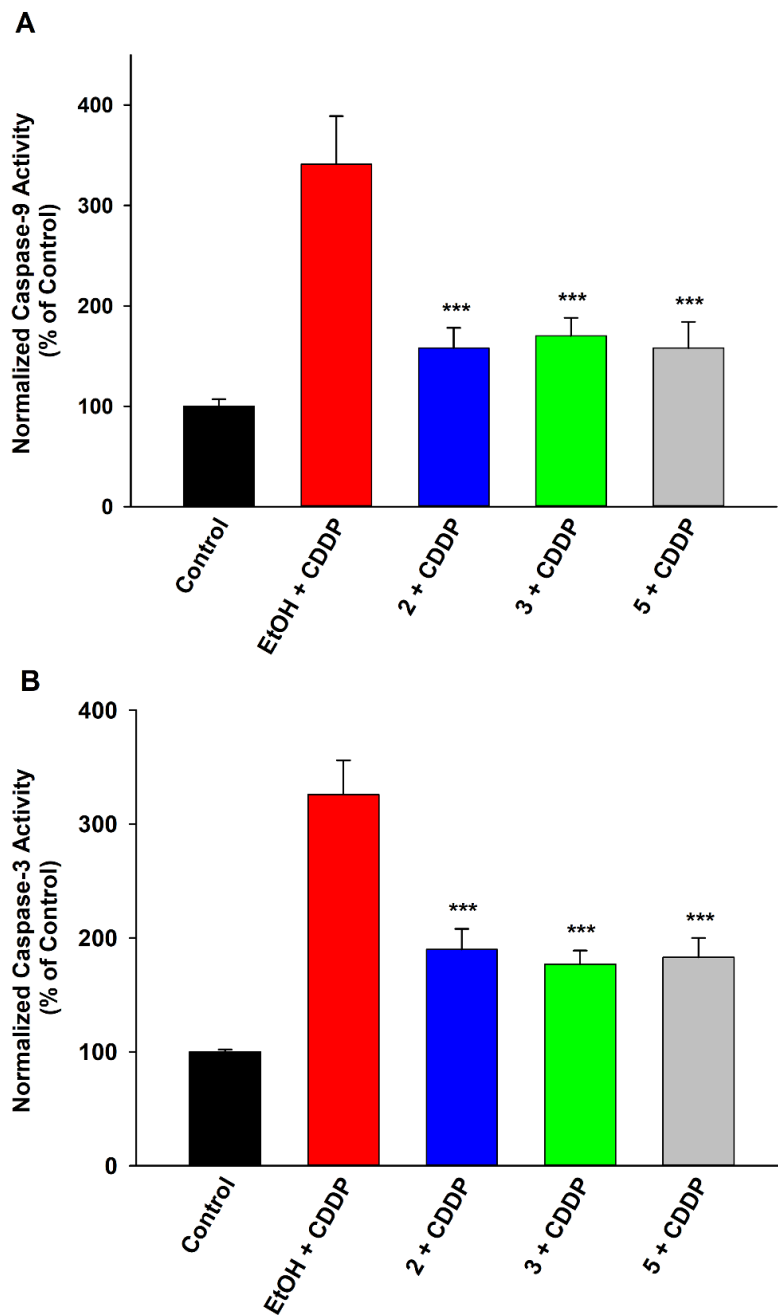 A
Normalized Caspase-9 Activity
(% of Control)
400
300
200
100
0
***
***
***
Control
EtOH + CDDP
2 + CDDP
3 + CDDP
5 + CDDP
B
Normalized Caspase-3 Activity
(% of Control)
400
300
200
100
0
***
***
***
Control
EtOH + CDDP
2 + CDDP
3 + CDDP
5 + CDDP